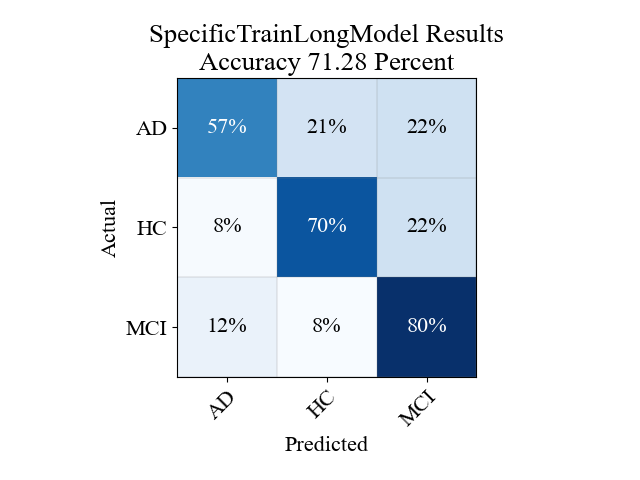 SpecificTrainLongModel Results
Accuracy 71.28 Percent
AD 57% 21% 22%
HC 8% 70% 22%
MCI 12% 8% 80%
Actual
AD HC MCI
Predicted